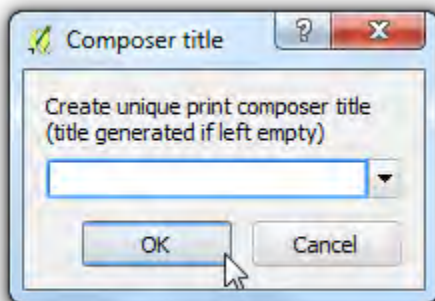 Composer title
Create unique print composer title
(title generated if left empty)
OK Cancel